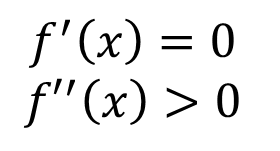 f′(x) = 0
f′′(x) > 0